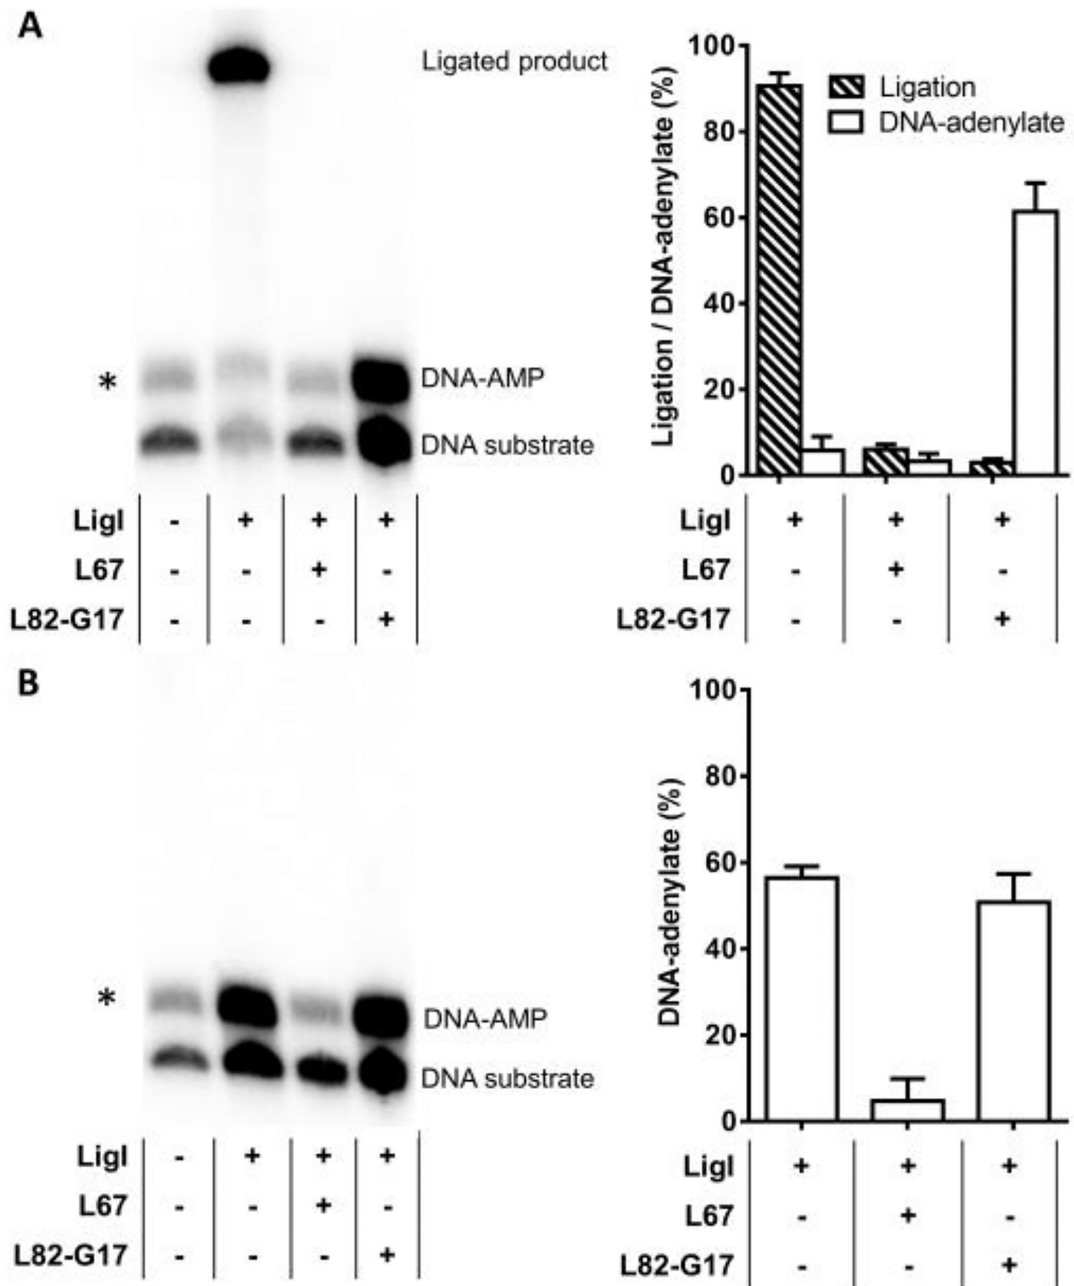 A
Ligated product
*
DNA-AMP
DNA substrate
LigI - + + +
L67 - - + -
L82-G17 - - - +
Ligation / DNA-adenylate (%)
100
80
60
40
20
0
Ligation
DNA-adenylate
LigI + + +
L67 - + -
L82-G17 - - +
B
*
DNA-AMP
DNA substrate
LigI - + + +
L67 - - + -
L82-G17 - - - +
DNA-adenylate (%)
100
80
60
40
20
0
LigI + + +
L67 - + -
L82-G17 - - +